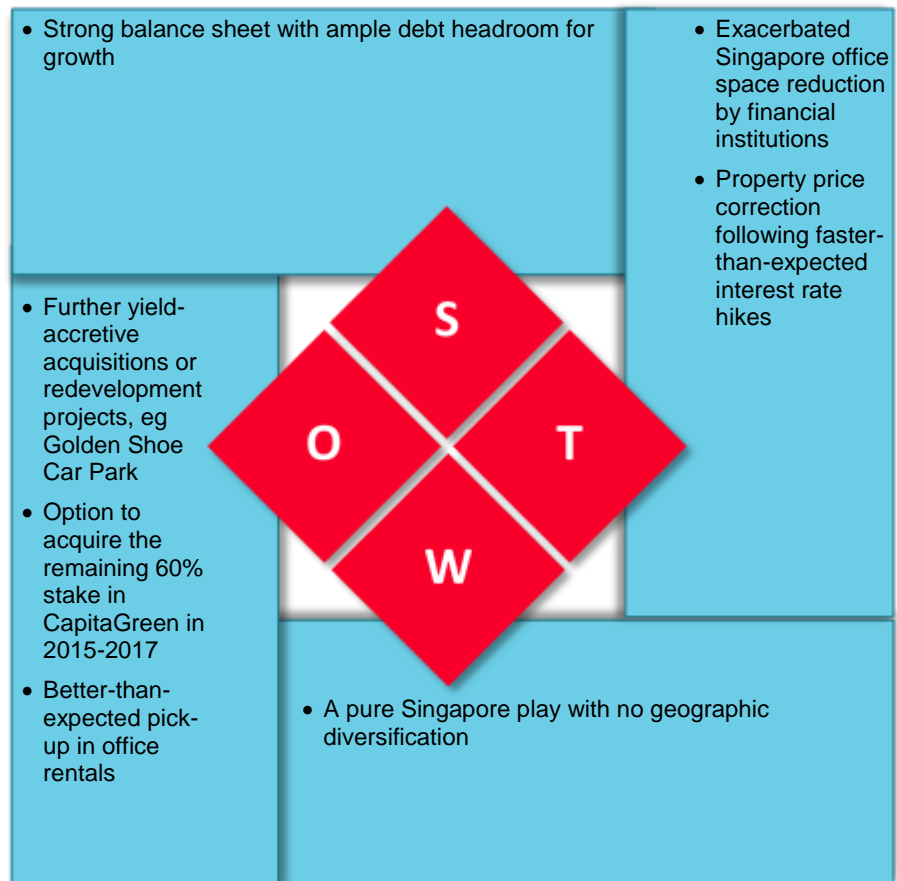 • Strong balance sheet with ample debt headroom for
growth
• Exacerbated
Singapore office
space reduction
by financial
institutions
• Property price
correction
following faster-
than-expected
interest rate
hikes
• Further yield-
accretive
acquisitions or
redevelopment
projects, eg
Golden Shoe
Car Park
• Option to
acquire the
remaining 60%
stake in
CapitaGreen in
2015-2017
• Better-than-
expected pick-
up in office
rentals
S
O
T
W
• A pure Singapore play with no geographic
diversification